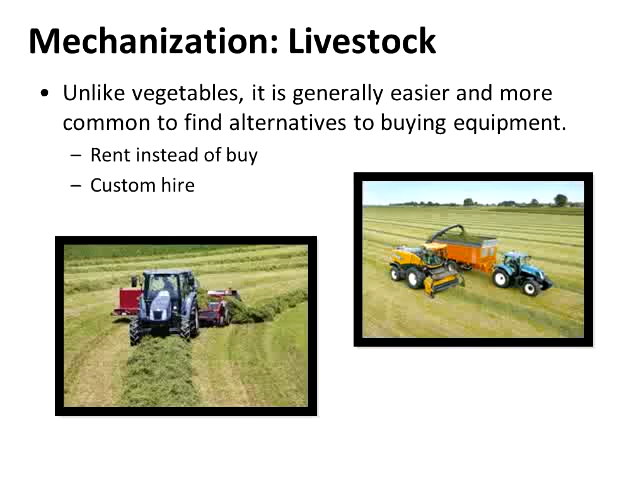 Mechanization: Livestock
• Unlike vegetables, it is generally easier and more
common to find alternatives to buying equipment.
– Rent instead of buy
– Custom hire